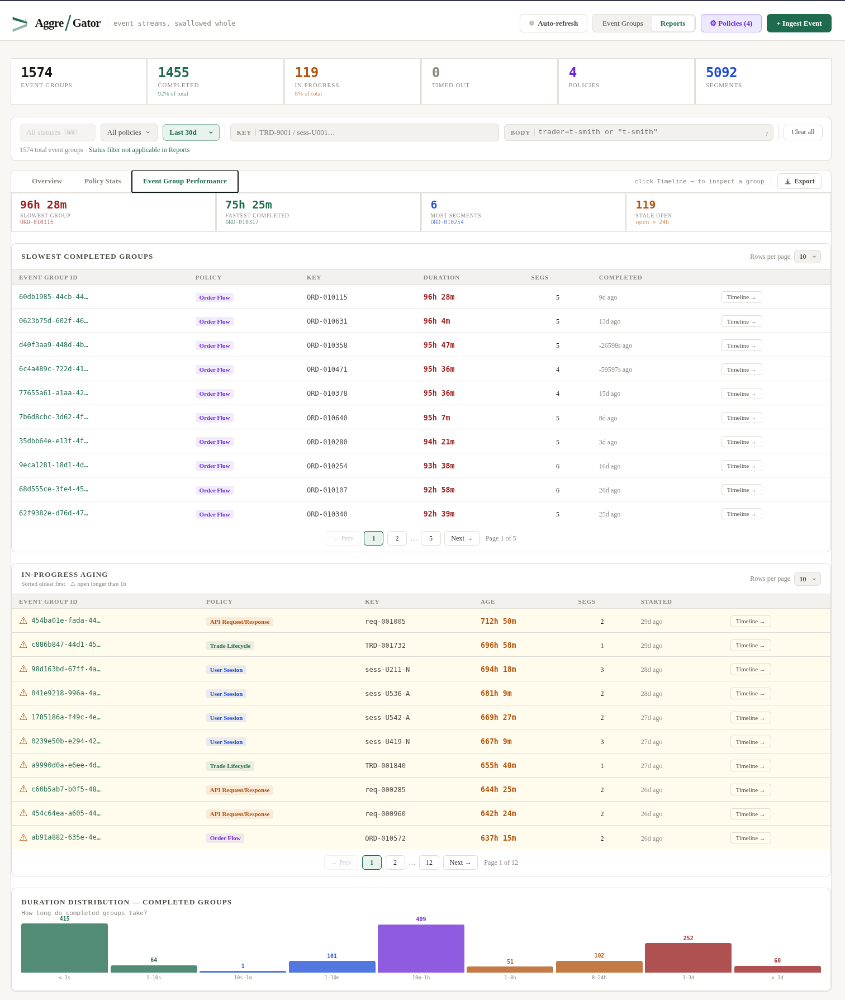 Aggre/Gator event streams, swallowed whole Auto-refresh Event Groups Reports ⚙ Policies (4) + Ingest Event
1574 1455 119 0 4 5092
EVENT GROUPS COMPLETED IN PROGRESS TIMED OUT POLICIES SEGMENTS
92% of total 8% of total
All statuses n/a All policies Last 30d KEY TRD-9001 / sess-U001… BODY trader=t-smith or "t-smith" ? Clear all
1574 total event groups · Status filter not applicable in Reports
Overview Policy Stats Event Group Performance click Timeline → to inspect a group Export
96h 28m 75h 25m 6 119
SLOWEST GROUP FASTEST COMPLETED MOST SEGMENTS STALE OPEN
ORD-010115 ORD-010317 ORD-010254 open > 24h
SLOWEST COMPLETED GROUPS Rows per page 10
EVENT GROUP ID POLICY KEY DURATION SEGS COMPLETED
60db1985-44cb-44… Order Flow ORD-010115 96h 28m 5 9d ago Timeline →
0623b75d-602f-46… Order Flow ORD-010631 96h 4m 5 13d ago Timeline →
d40f3aa9-448d-4b… Order Flow ORD-010358 95h 47m 5 -26598s ago Timeline →
6c4a489c-722d-41… Order Flow ORD-010471 95h 36m 4 -59597s ago Timeline →
77655a61-a1aa-42… Order Flow ORD-010378 95h 36m 4 15d ago Timeline →
7b6d8cbc-3d62-4f… Order Flow ORD-010640 95h 7m 5 8d ago Timeline →
35dbb64e-e13f-4f… Order Flow ORD-010280 94h 21m 5 3d ago Timeline →
9eca1281-18d1-4d… Order Flow ORD-010254 93h 38m 6 16d ago Timeline →
68d555ce-3fe4-45… Order Flow ORD-010107 92h 58m 6 26d ago Timeline →
62f9382e-d76d-47… Order Flow ORD-010340 92h 39m 5 25d ago Timeline →
← Prev 1 2 … 5 Next → Page 1 of 5
IN-PROGRESS AGING
Sorted oldest first · ⚠ open longer than 1h Rows per page 10
EVENT GROUP ID POLICY KEY AGE SEGS STARTED
⚠ 454ba01e-fada-44… API Request/Response req-001005 712h 50m 2 29d ago Timeline →
⚠ c886b847-44d1-45… Trade Lifecycle TRD-001732 696h 58m 1 29d ago Timeline →
⚠ 98d163bd-67ff-4a… User Session sess-U211-N 694h 18m 3 28d ago Timeline →
⚠ 041e9218-996a-4a… User Session sess-U536-A 681h 9m 2 28d ago Timeline →
⚠ 1785186a-f49c-4e… User Session sess-U542-A 669h 27m 2 27d ago Timeline →
⚠ 0239e50b-e294-42… User Session sess-U419-N 667h 9m 3 27d ago Timeline →
⚠ a9990d0a-e6ee-4d… Trade Lifecycle TRD-001840 655h 40m 1 27d ago Timeline →
⚠ c60b5ab7-b0f5-48… API Request/Response req-000285 644h 25m 2 26d ago Timeline →
⚠ 454c64ea-a605-44… API Request/Response req-000960 642h 24m 2 26d ago Timeline →
⚠ ab91a882-635e-4e… Order Flow ORD-010572 637h 15m 2 26d ago Timeline →
← Prev 1 2 … 12 Next → Page 1 of 12
DURATION DISTRIBUTION — COMPLETED GROUPS
How long do completed groups take?
415 64 1 101 409 51 102 252 60
< 1s 1–10s 10s–1m 1–10m 10m–1h 1–8h 8–24h 1–3d > 3d